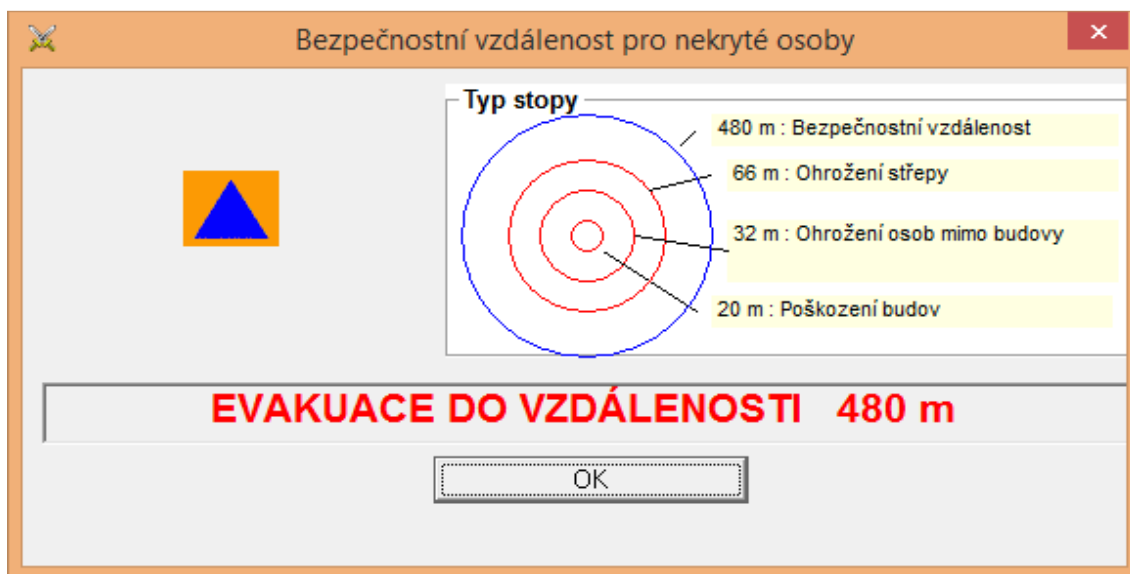 Bezpečnostní vzdálenost pro nekryté osoby
Typ stopy
480 m : Bezpečnostní vzdálenost
66 m : Ohrožení střepy
32 m : Ohrožení osob mimo budovy
20 m : Poškození budov
EVAKUACE DO VZDÁLENOSTI 480 m
OK